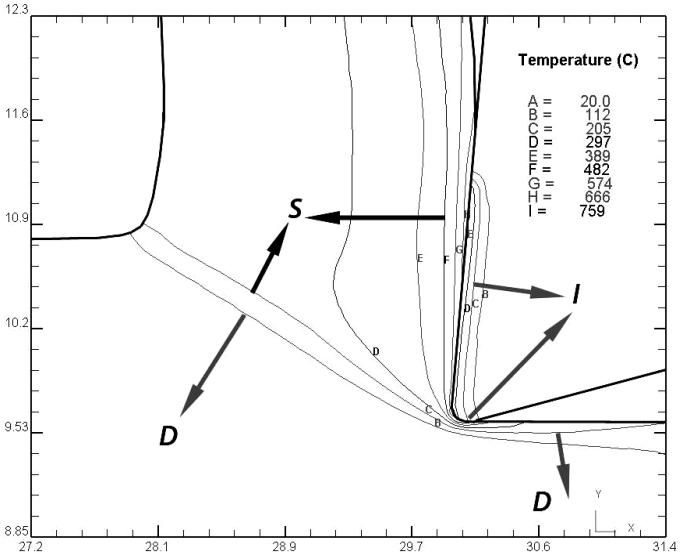 12.3
Temperature (C)
A = 20.0
B = 112
C = 205
D = 297
E = 389
F = 482
G = 574
H = 666
I = 759
11.6
10.9
S
H
E
G
E
F
B
C
D
I
10.2
D
C
B
D
9.53
D
Y
X
8.85
27.2 28.1 28.9 29.7 30.6 31.4